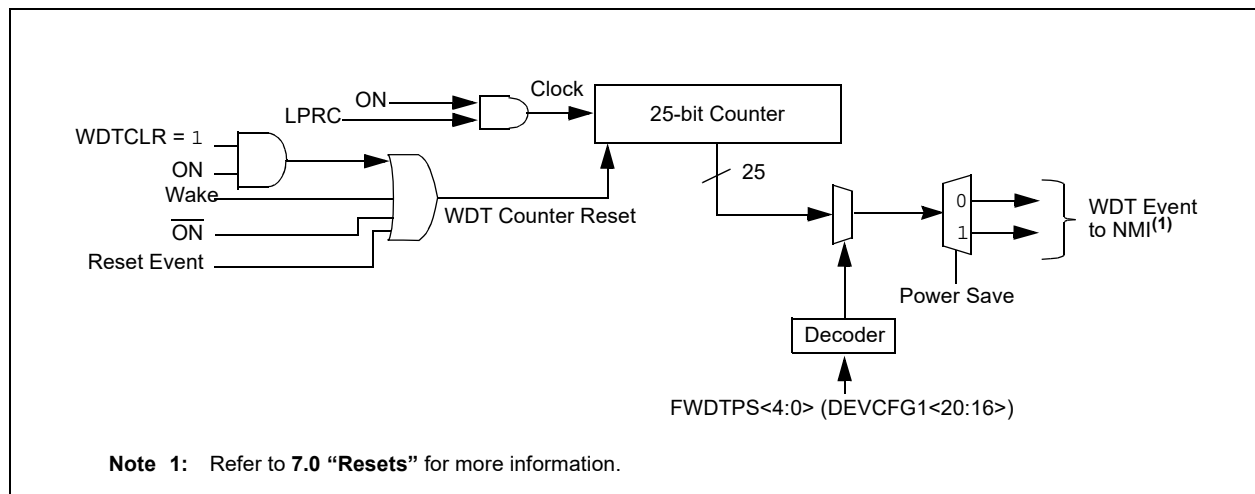 ON
Clock
LPRC
25-bit Counter
WDTCLR = 1
ON
25
Wake
WDT Counter Reset
0
1
WDT Event
to NMI(1)
ON
Reset Event
Power Save
Decoder
FWDTPS<4:0> (DEVCFG1<20:16>)
Note 1: Refer to 7.0 “Resets” for more information.